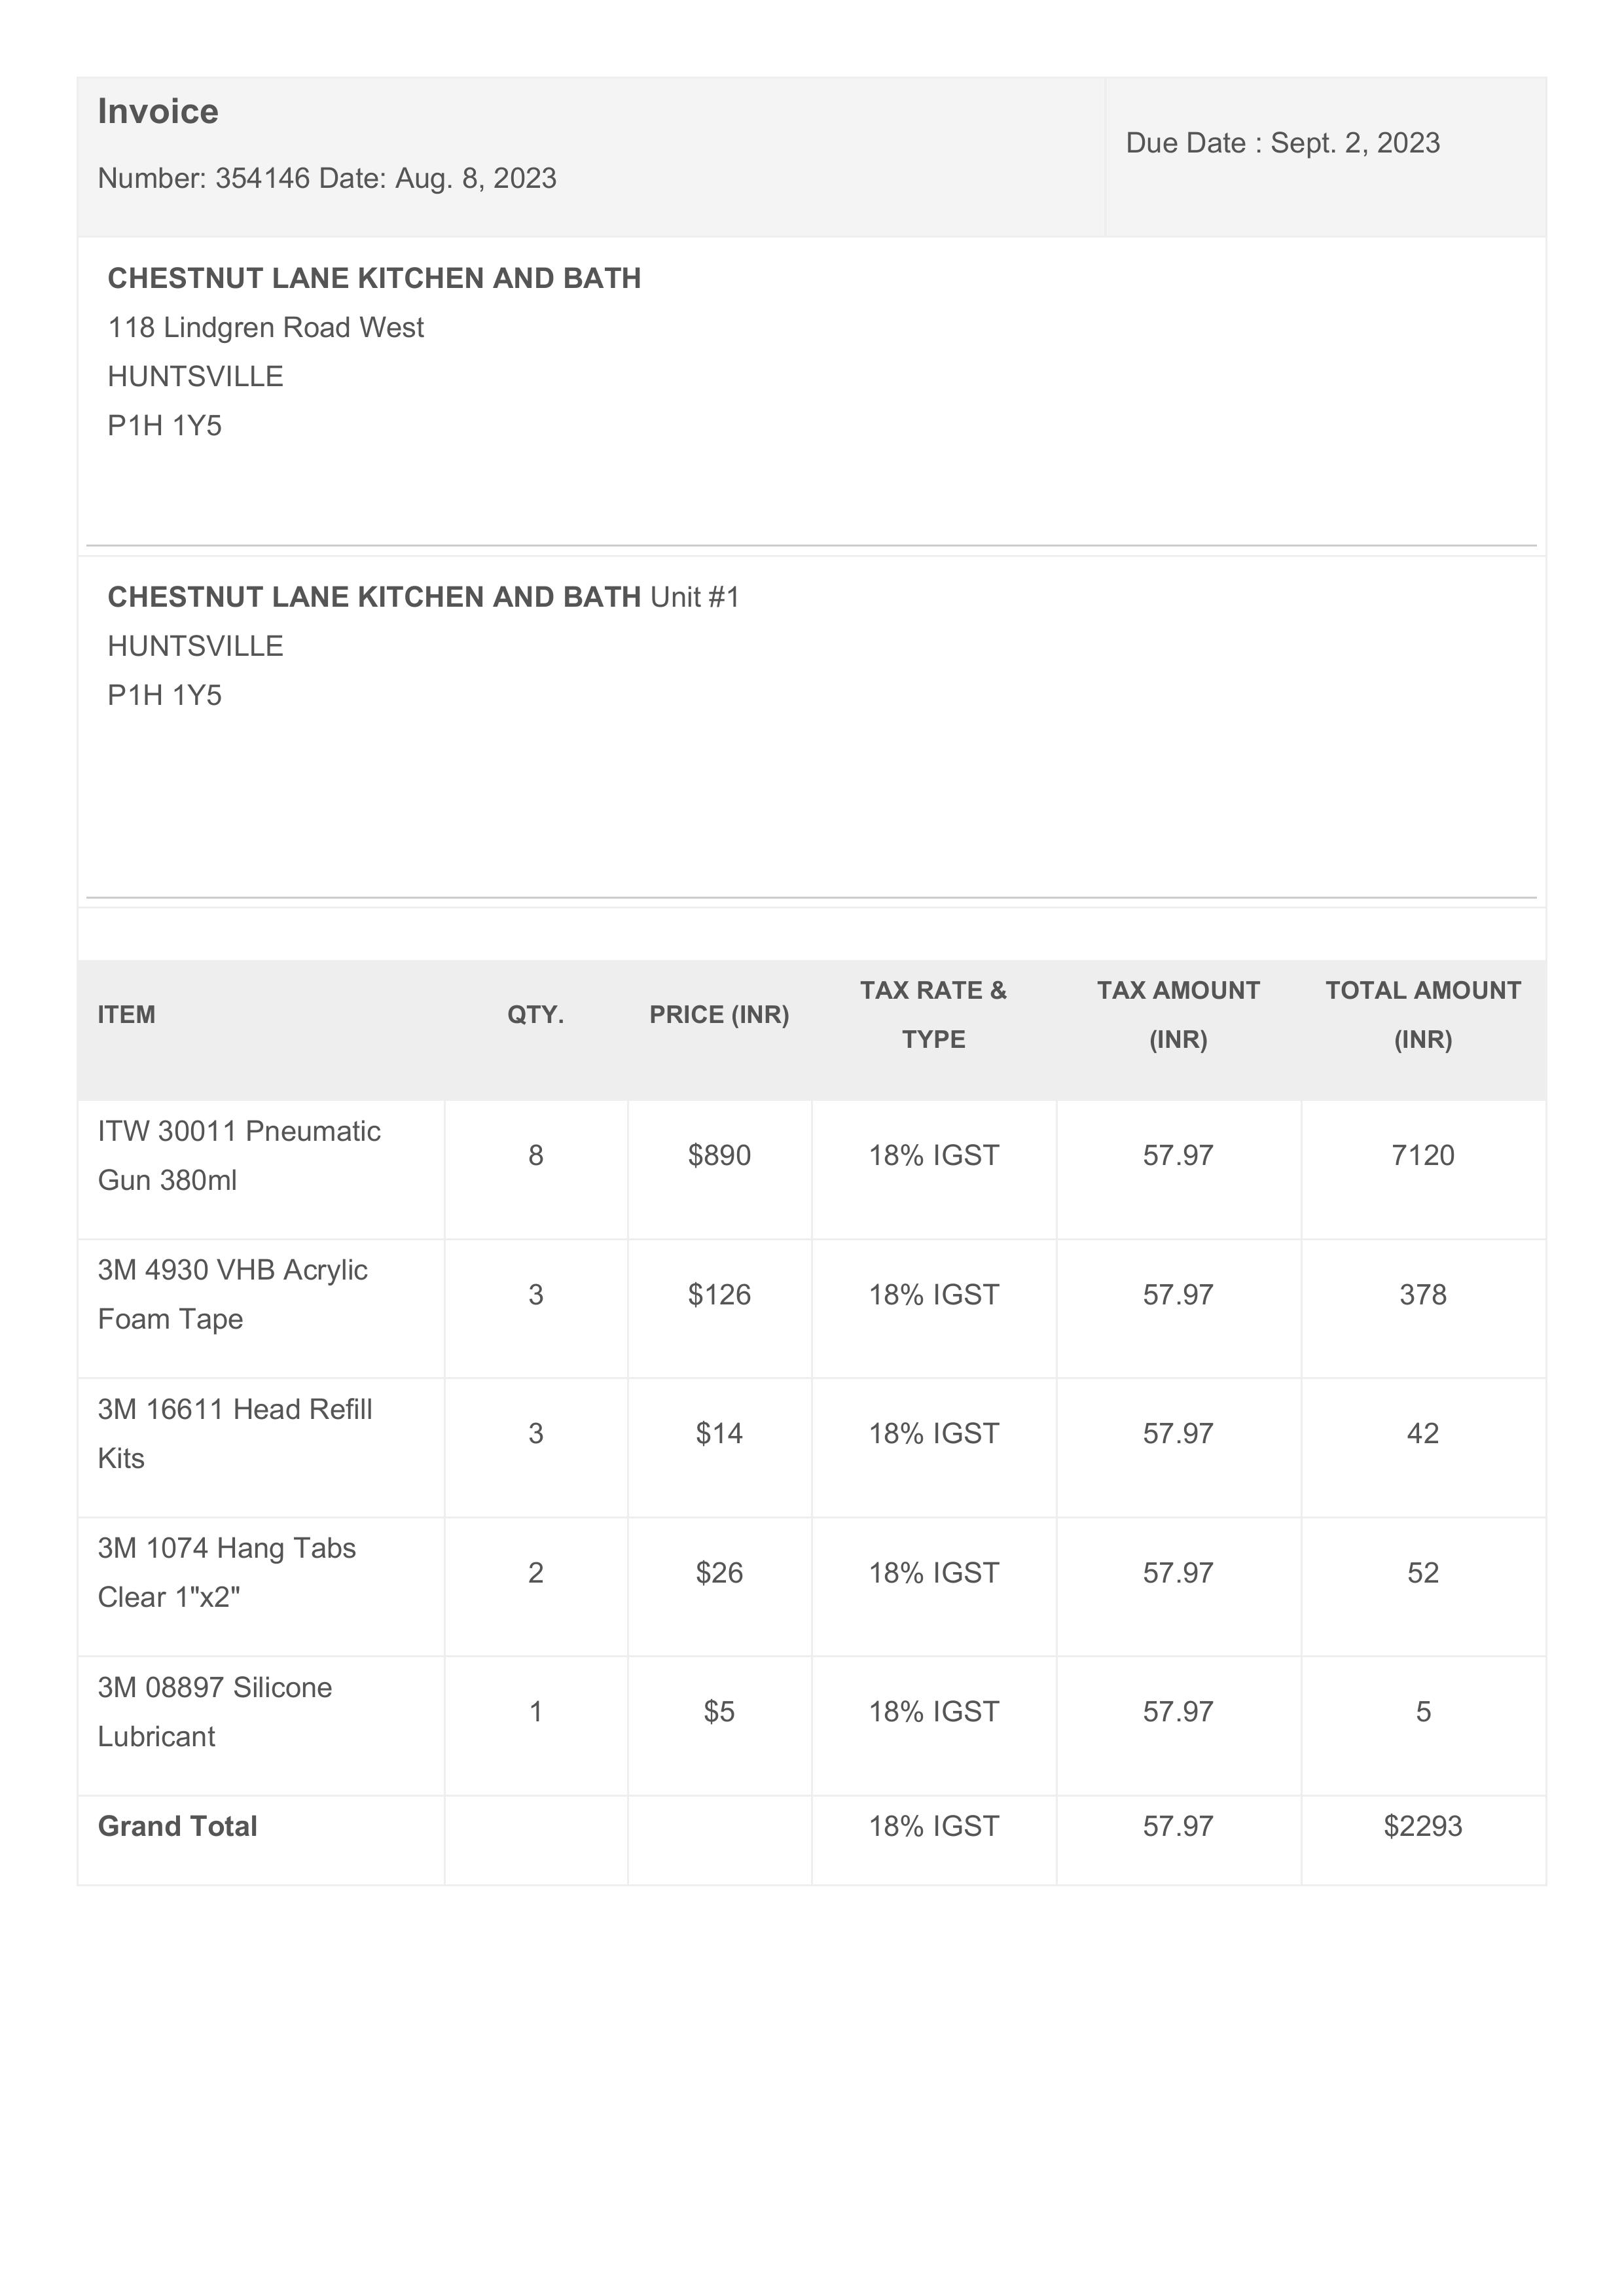 Invoice
Number: 354146 Date: Aug. 8, 2023
Due Date : Sept. 2, 2023
CHESTNUT LANE KITCHEN AND BATH
118 Lindgren Road West
HUNTSVILLE
P1H 1Y5
CHESTNUT LANE KITCHEN AND BATH Unit #1
HUNTSVILLE
P1H 1Y5
ITEM QTY. PRICE (INR) TAX RATE & TYPE TAX AMOUNT (INR) TOTAL AMOUNT (INR)
ITW 30011 Pneumatic Gun 380ml 8 $890 18% IGST 57.97 7120
3M 4930 VHB Acrylic Foam Tape 3 $126 18% IGST 57.97 378
3M 16611 Head Refill Kits 3 $14 18% IGST 57.97 42
3M 1074 Hang Tabs Clear 1"x2" 2 $26 18% IGST 57.97 52
3M 08897 Silicone Lubricant 1 $5 18% IGST 57.97 5
Grand Total 18% IGST 57.97 $2293